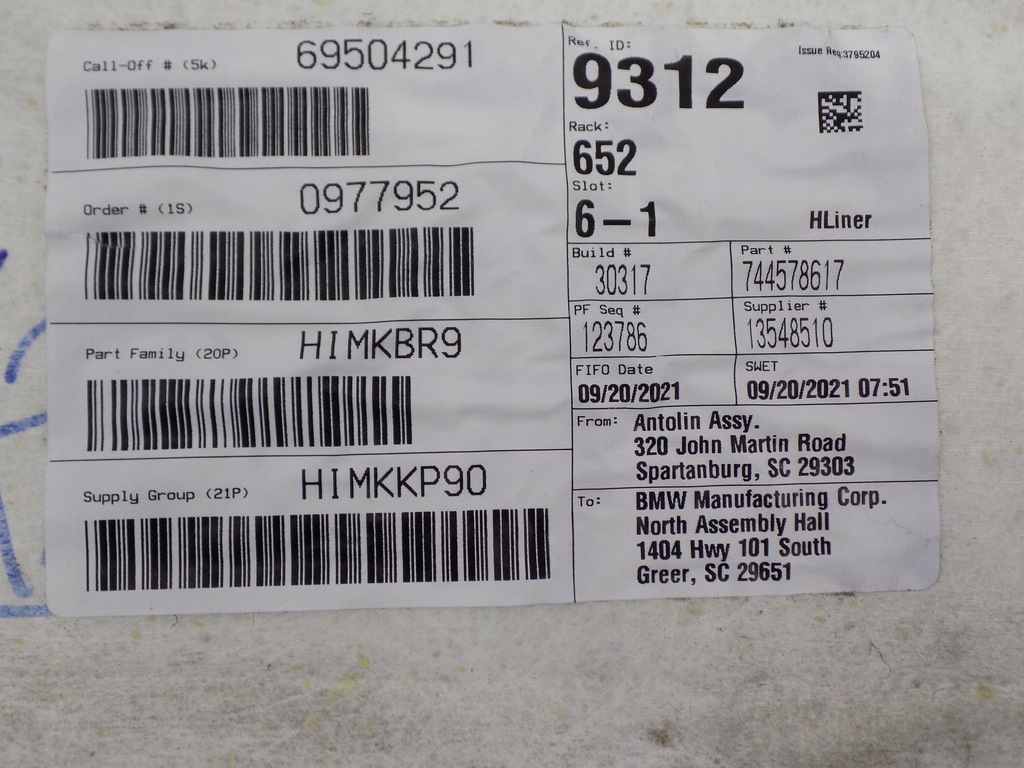 Call-Off # (5k) 69504291
Order # (1S) 0977952
Part Family (20P) HIMKBR9
Supply Group (21P) HIMKKP90
Ref. ID: Issue Req:3795204
9312
Rack:
652
Slot:
6-1 HLiner
Build # Part #
30317 744578617
PF Seq # Supplier #
123786 13548510
FIFO Date SWET
09/20/2021 09/20/2021 07:51
From: Antolin Assy.
320 John Martin Road
Spartanburg, SC 29303
To: BMW Manufacturing Corp.
North Assembly Hall
1404 Hwy 101 South
Greer, SC 29651